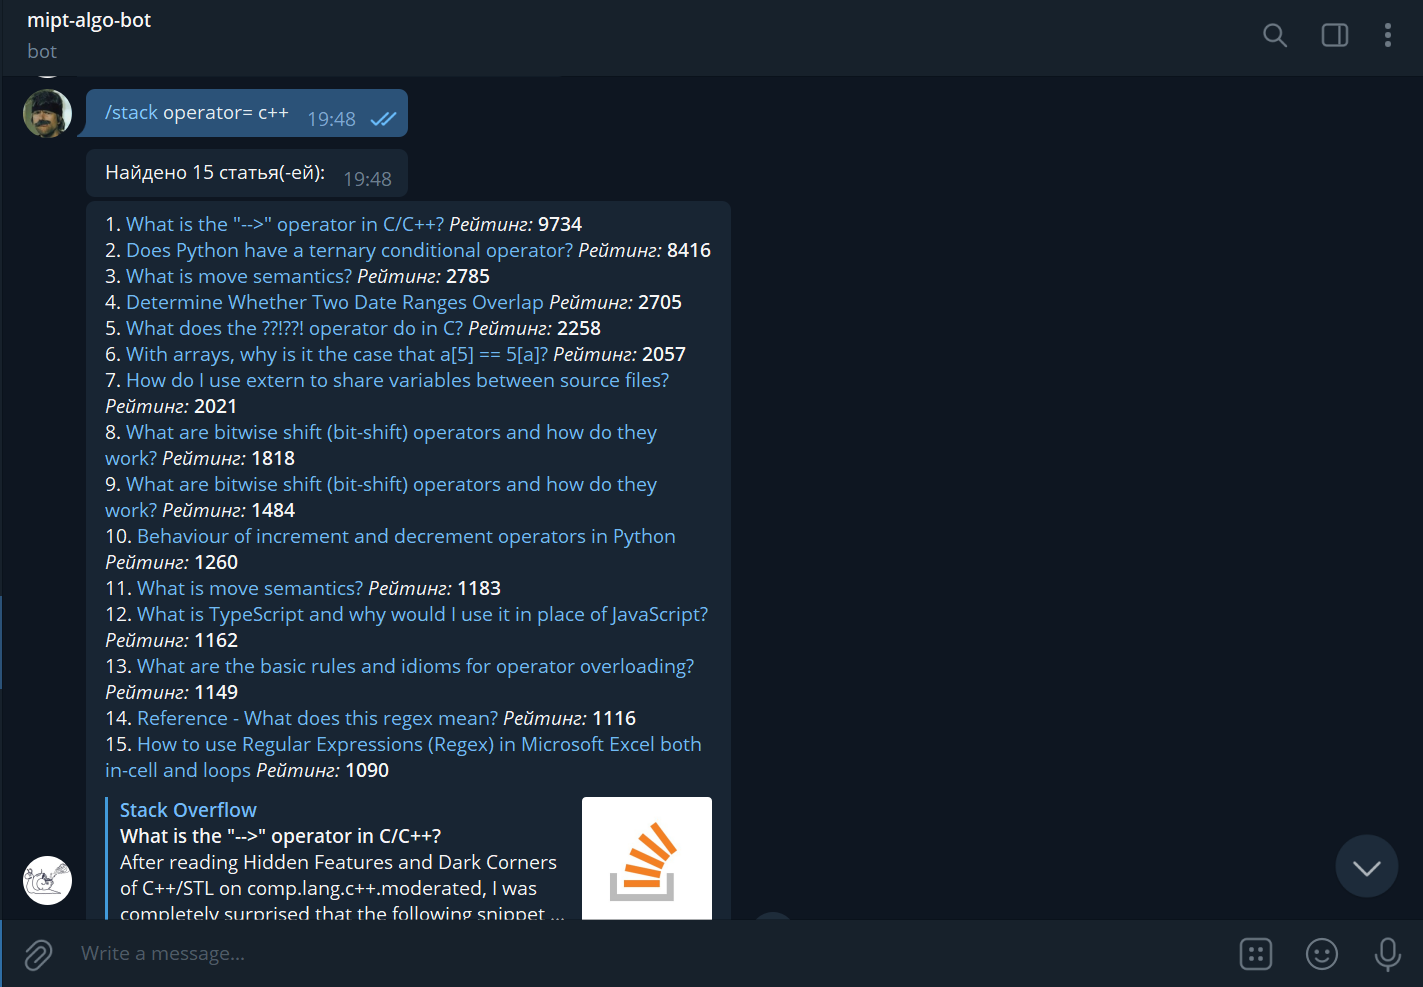 mipt-algo-bot
bot
/stack operator= c++ 19:48
Найдено 15 статья(-ей): 19:48
1. What is the "-->" operator in C/C++? Рейтинг: 9734
2. Does Python have a ternary conditional operator? Рейтинг: 8416
3. What is move semantics? Рейтинг: 2785
4. Determine Whether Two Date Ranges Overlap Рейтинг: 2705
5. What does the ??!??! operator do in C? Рейтинг: 2258
6. With arrays, why is it the case that a[5] == 5[a]? Рейтинг: 2057
7. How do I use extern to share variables between source files?
Рейтинг: 2021
8. What are bitwise shift (bit-shift) operators and how do they
work? Рейтинг: 1818
9. What are bitwise shift (bit-shift) operators and how do they
work? Рейтинг: 1484
10. Behaviour of increment and decrement operators in Python
Рейтинг: 1260
11. What is move semantics? Рейтинг: 1183
12. What is TypeScript and why would I use it in place of JavaScript?
Рейтинг: 1162
13. What are the basic rules and idioms for operator overloading?
Рейтинг: 1149
14. Reference - What does this regex mean? Рейтинг: 1116
15. How to use Regular Expressions (Regex) in Microsoft Excel both
in-cell and loops Рейтинг: 1090
Stack Overflow
What is the "-->" operator in C/C++?
After reading Hidden Features and Dark Corners
of C++/STL on comp.lang.c++.moderated, I was
completely surprised that the following snippet ...
Write a message...